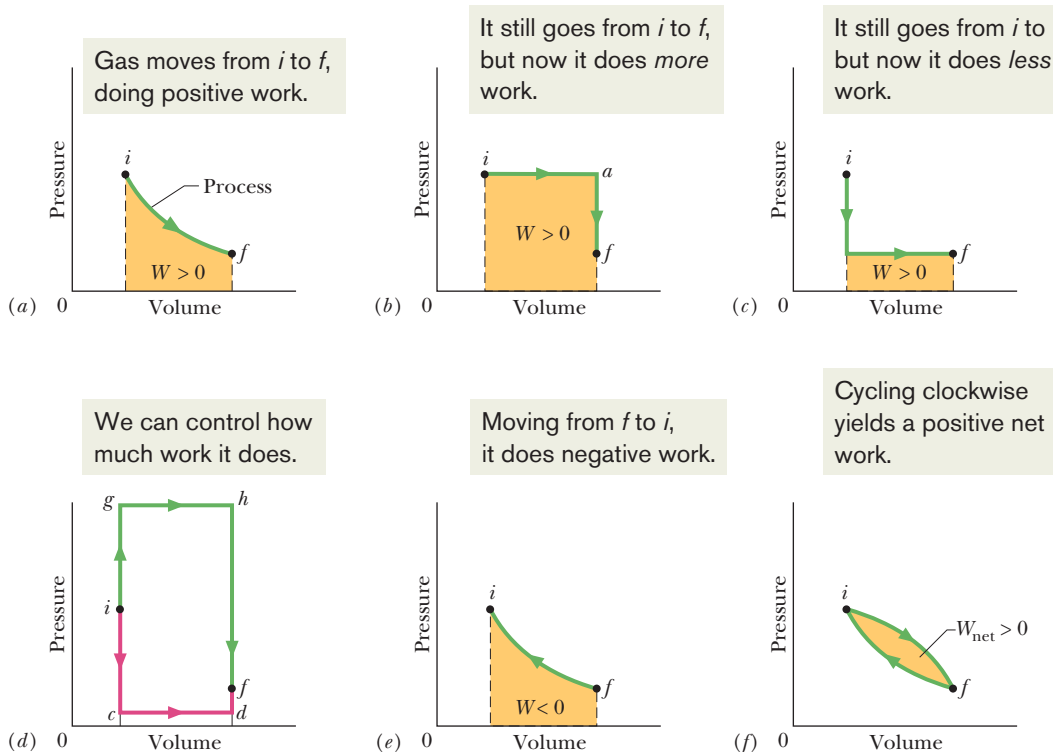 Gas moves from i to f,
doing positive work.
Pressure
i
Process
f
W > 0
0
Volume
(a)
It still goes from i to f,
but now it does more
work.
Pressure
i
a
W > 0
f
0
Volume
(b)
It still goes from i to
but now it does less
work.
Pressure
i
f
W > 0
0
Volume
(c)
We can control how
much work it does.
Pressure
g
h
i
f
c
d
0
Volume
(d)
Moving from f to i,
it does negative work.
Pressure
i
f
W < 0
0
Volume
(e)
Cycling clockwise
yields a positive net
work.
Pressure
i
Wnet > 0
f
0
Volume
(f)